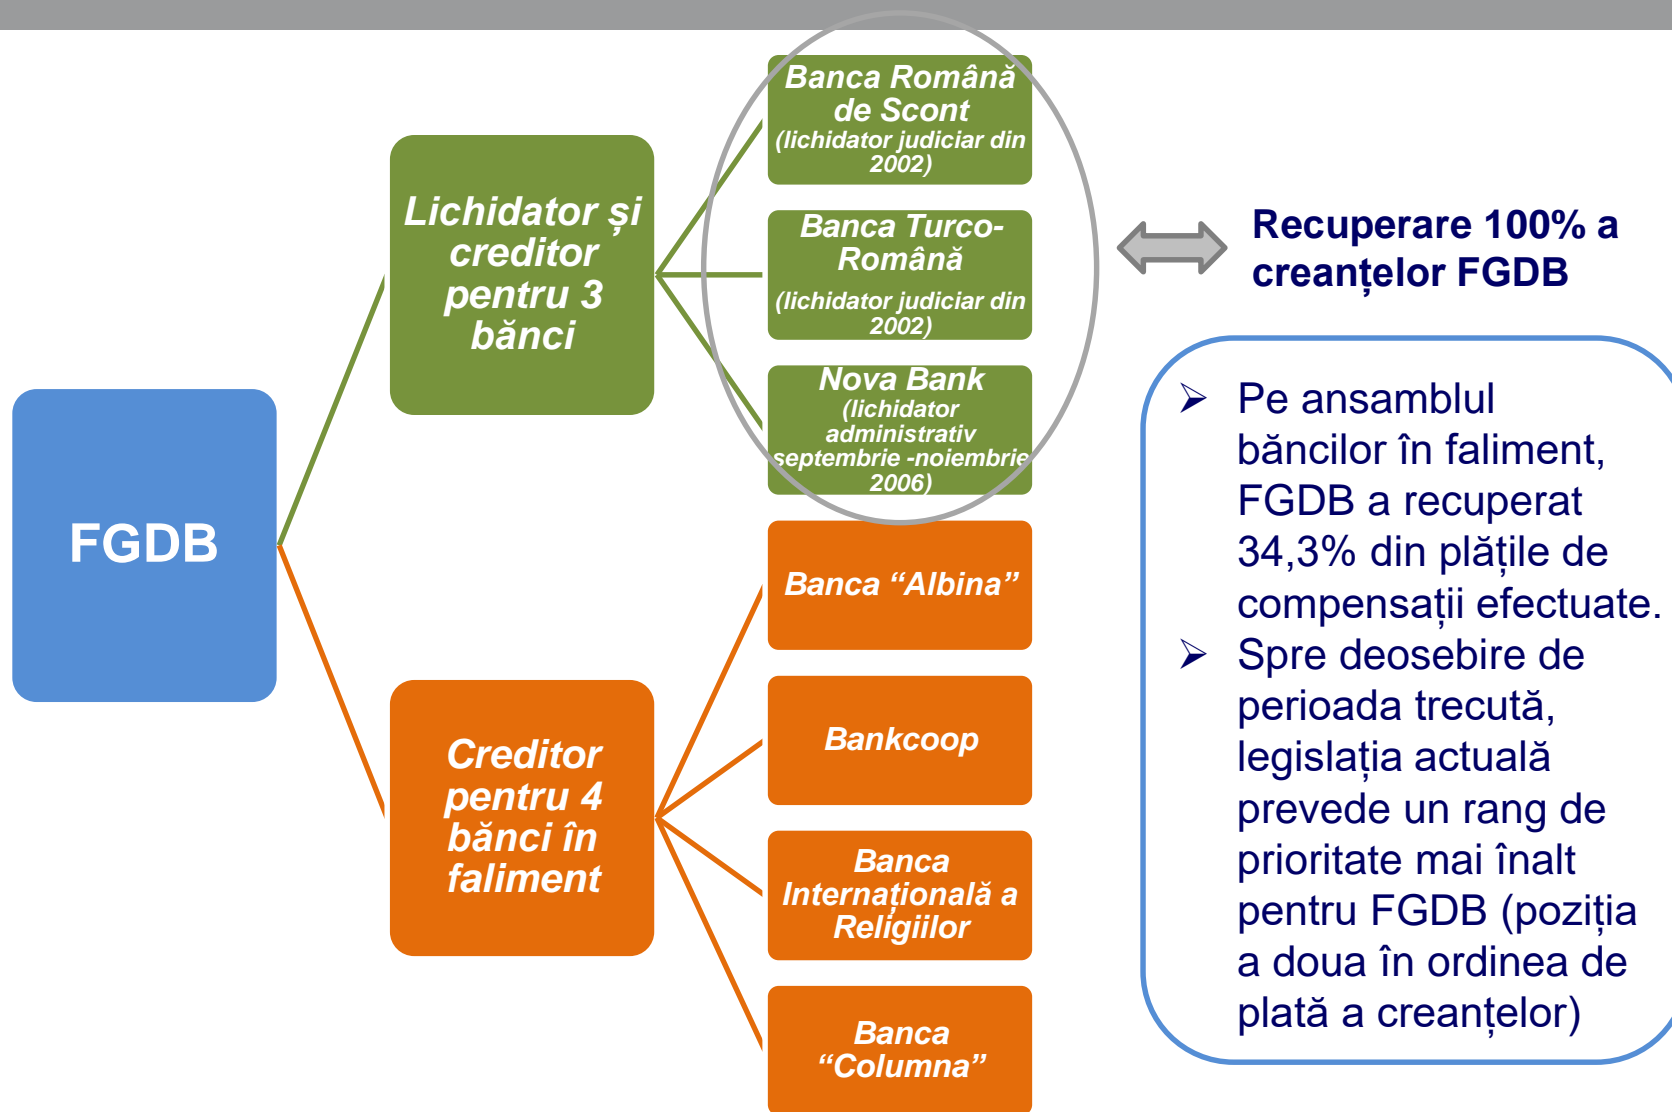 FGDB
Lichidator și
creditor
pentru 3
bănci
Banca Română
de Scont
(lichidator judiciar din
2002)
Banca Turco-
Română
(lichidator judiciar din
2002)
Nova Bank
(lichidator
administrativ
septembrie -noiembrie
2006)
Recuperare 100% a
creanțelor FGDB
Creditor
pentru 4
bănci în
faliment
Banca “Albina”
Bankcoop
Banca
Internațională a
Religiilor
Banca
“Columna”
➢ Pe ansamblul
băncilor în faliment,
FGDB a recuperat
34,3% din plățile de
compensații efectuate.
➢ Spre deosebire de
perioada trecută,
legislația actuală
prevede un rang de
prioritate mai înalt
pentru FGDB (poziția
a doua în ordinea de
plată a creanțelor)